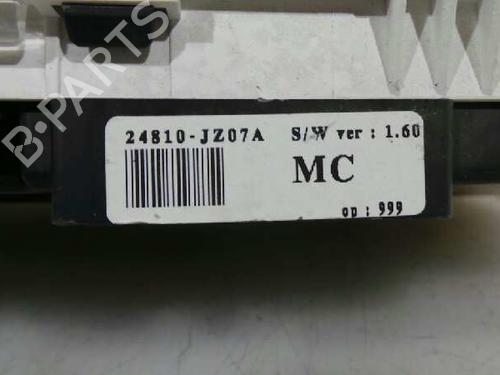 B-PARTS
24810-JZ07A S/W ver : 1.60
MC
op : 999